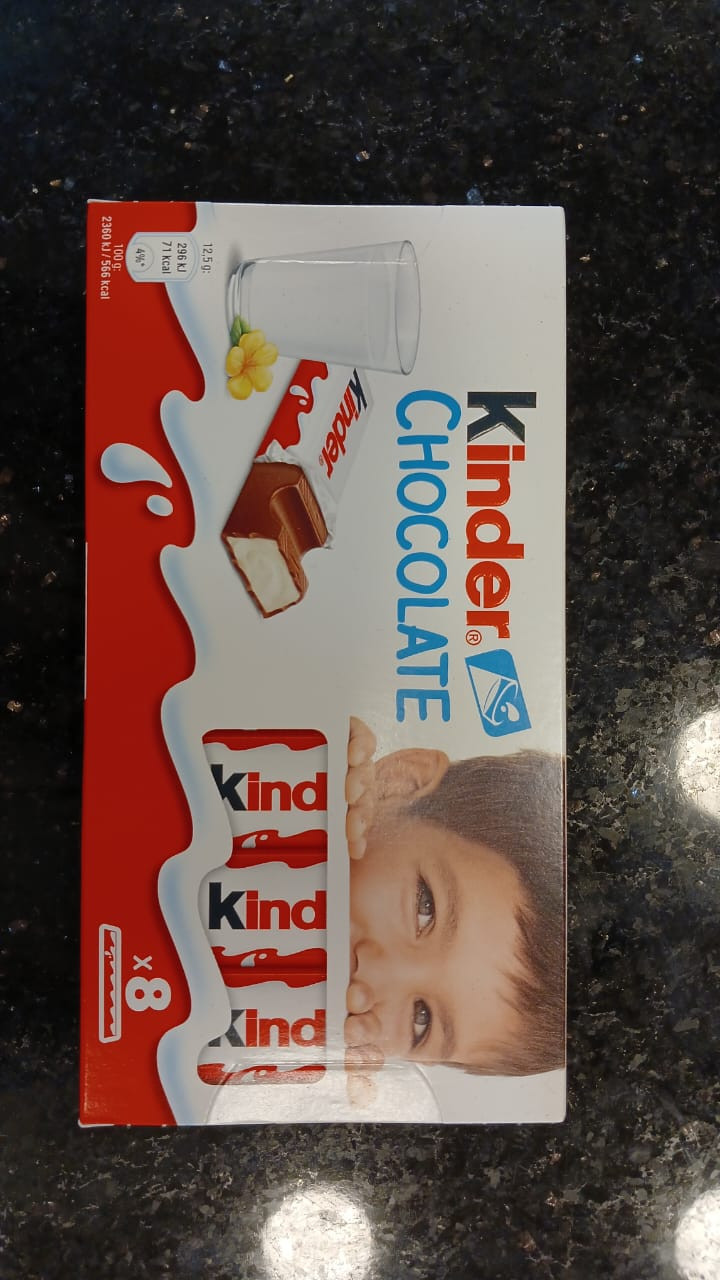 Kinder®
CHOCOLATE
Kinder®
12,5 g:
296 kJ
71 kcal
4%*
100 g:
2360 kJ / 566 kcal
Kind
Kind
Kind
x8